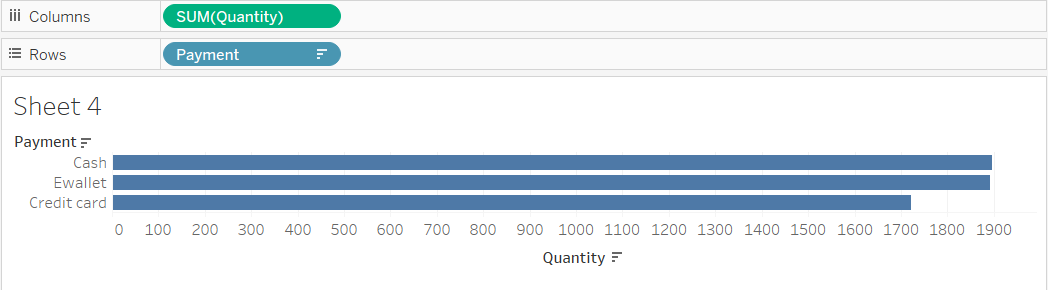 Columns SUM(Quantity)
Rows Payment
Sheet 4
Payment
Cash
Ewallet
Credit card
0 100 200 300 400 500 600 700 800 900 1000 1100 1200 1300 1400 1500 1600 1700 1800 1900
Quantity